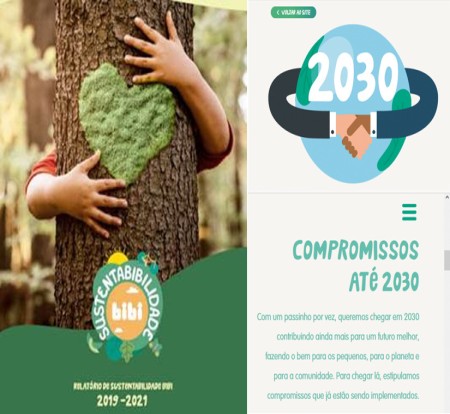 SUSTENTABIBILIDADE
bibi
RELATÓRIO DE SUSTENTABILIDADE BIBI
2019 -2021
VOLTAR AO SITE
2030
COMPROMISSOS
ATÉ 2030
Com um passinho por vez, queremos chegar em 2030
contribuindo ainda mais para um futuro melhor,
fazendo o bem para os pequenos, para o planeta e
para a comunidade. Para chegar lá, estipulamos
compromissos que já estão sendo implementados.